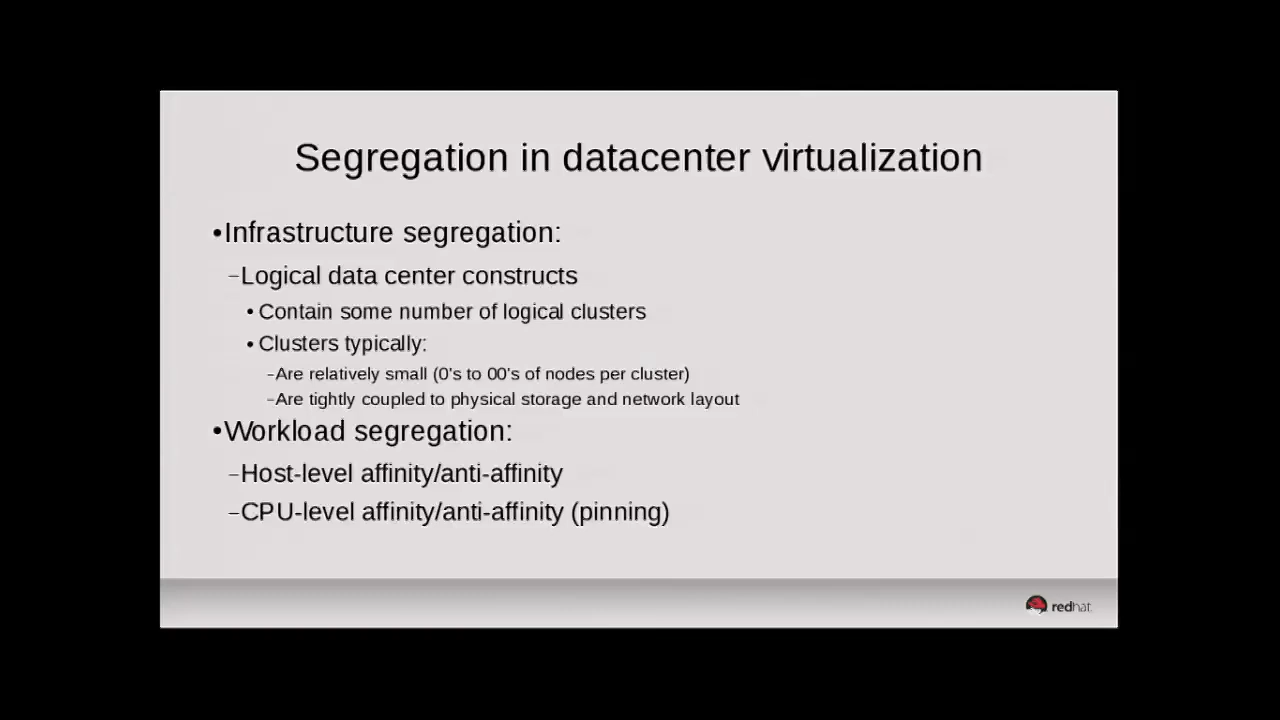 Segregation in datacenter virtualization
•Infrastructure segregation:
–Logical data center constructs
• Contain some number of logical clusters
• Clusters typically:
–Are relatively small (0's to 00's of nodes per cluster)
–Are tightly coupled to physical storage and network layout
•Workload segregation:
–Host-level affinity/anti-affinity
–CPU-level affinity/anti-affinity (pinning)
redhat